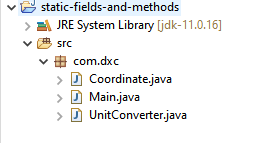 static-fields-and-methods
JRE System Library [jdk-11.0.16]
src
com.dxc
Coordinate.java
Main.java
UnitConverter.java